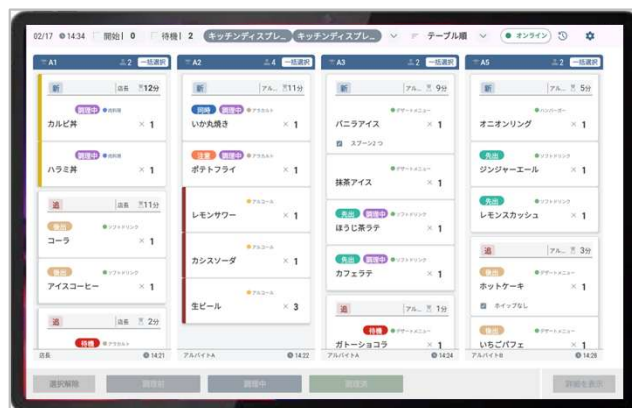 02/17 14:34 開始| 0 待機| 2 キッチンディスプレ… キッチンディスプレ… テーブル順 オンライン
A1 2 一括選択
新 店長 12分
調理中
カルビ丼 × 1
調理中
ハラミ丼 × 1
追 店長 11分
後出 ソフトドリンク
コーラ × 1
後出 ソフトドリンク
アイスコーヒー × 1
追 店長 2分
待機 アラカルト
店長 14:21
A2 4 一括選択
新 アル… 11分
同時 調理中 アラカルト
いか丸焼き × 1
注意 調理中 アラカルト
ポテトフライ × 1
アルコール
レモンサワー × 1
アルコール
カシスソーダ × 1
アルコール
生ビール × 3
アルバイトA 14:22
A3 2 一括選択
新 アル… 9分
デザートメニュー
バニラアイス × 1
スプーン2つ
デザートメニュー
抹茶アイス × 1
先出 調理中 ソフトドリンク
ほうじ茶ラテ × 1
先出 調理中 ソフトドリンク
カフェラテ × 1
追 アル… 1分
待機 デザートメニュー
ガトーショコラ × 1
アルバイトA 14:24
A5 2 一括選択
新 アル… 5分
ハンバーガー
オニオンリング × 1
先出 ソフトドリンク
ジンジャーエール × 1
先出 ソフトドリンク
レモンスカッシュ × 1
追 アル… 3分
後出 デザートメニュー
ホットケーキ × 1
ホイップなし
後出 デザートメニュー
いちごパフェ × 1
アルバイトB 14:28
選択解除 調理前 調理中 調理済 詳細を表示